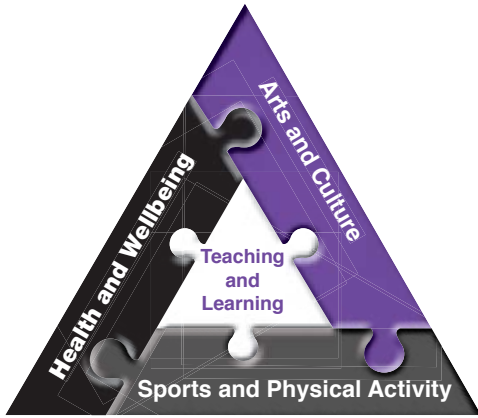 Arts and Culture
Health and Wellbeing
Teaching
and
Learning
Sports and Physical Activity